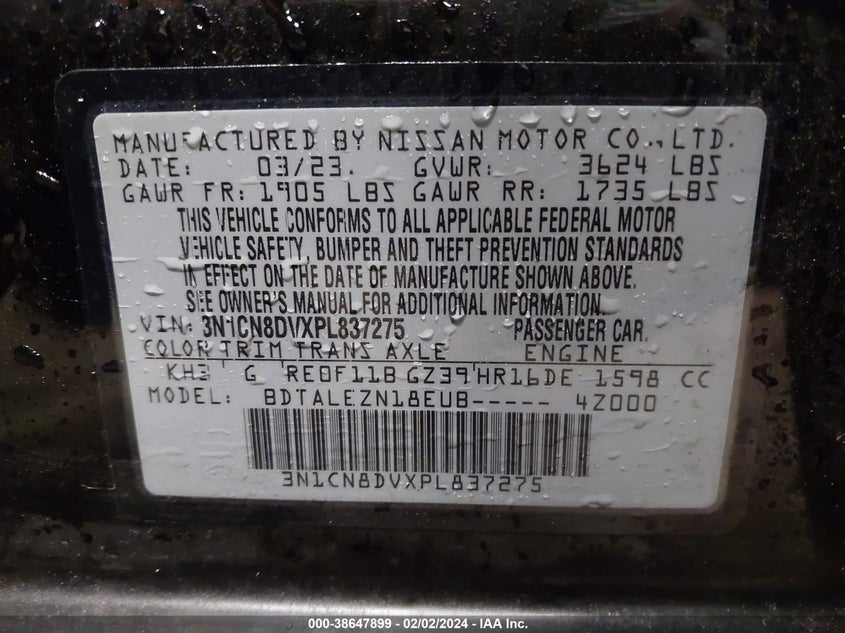 MANUFACTURED BY NISSAN MOTOR CO., LTD.
DATE: 03/23. GVWR: 3624 LBS
GAWR FR: 1905 LBS GAWR RR: 1735 LBS
THIS VEHICLE CONFORMS TO ALL APPLICABLE FEDERAL MOTOR
VEHICLE SAFETY, BUMPER AND THEFT PREVENTION STANDARDS
IN EFFECT ON THE DATE OF MANUFACTURE SHOWN ABOVE.
SEE OWNER'S MANUAL FOR ADDITIONAL INFORMATION.
VIN: 3N1CN8DVXPL837275 PASSENGER CAR.
COLOR TRIM TRANS AXLE ENGINE
KH3 G RE0F11B GZ39 HR16DE 1598 CC
MODEL: BDTALEZN18EUB----- 4Z000
3N1CN8DVXPL837275
000-38647899 - 02/02/2024 - IAA Inc.